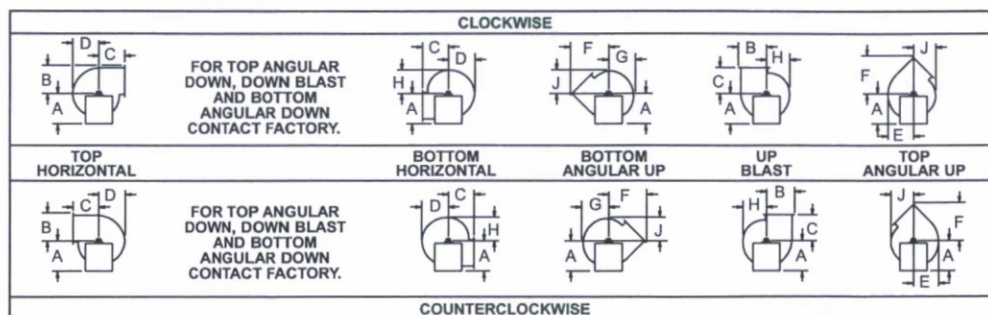 CLOCKWISE
D
C
B
A
FOR TOP ANGULAR
DOWN, DOWN BLAST
AND BOTTOM
ANGULAR DOWN
CONTACT FACTORY.
C
D
H
A
F
G
J
A
B
H
C
A
J
F
A
E
TOP
HORIZONTAL
BOTTOM
HORIZONTAL
BOTTOM
ANGULAR UP
UP
BLAST
TOP
ANGULAR UP
D
C
B
A
FOR TOP ANGULAR
DOWN, DOWN BLAST
AND BOTTOM
ANGULAR DOWN
CONTACT FACTORY.
C
D
H
A
F
G
J
A
B
H
C
A
J
F
A
E
COUNTERCLOCKWISE